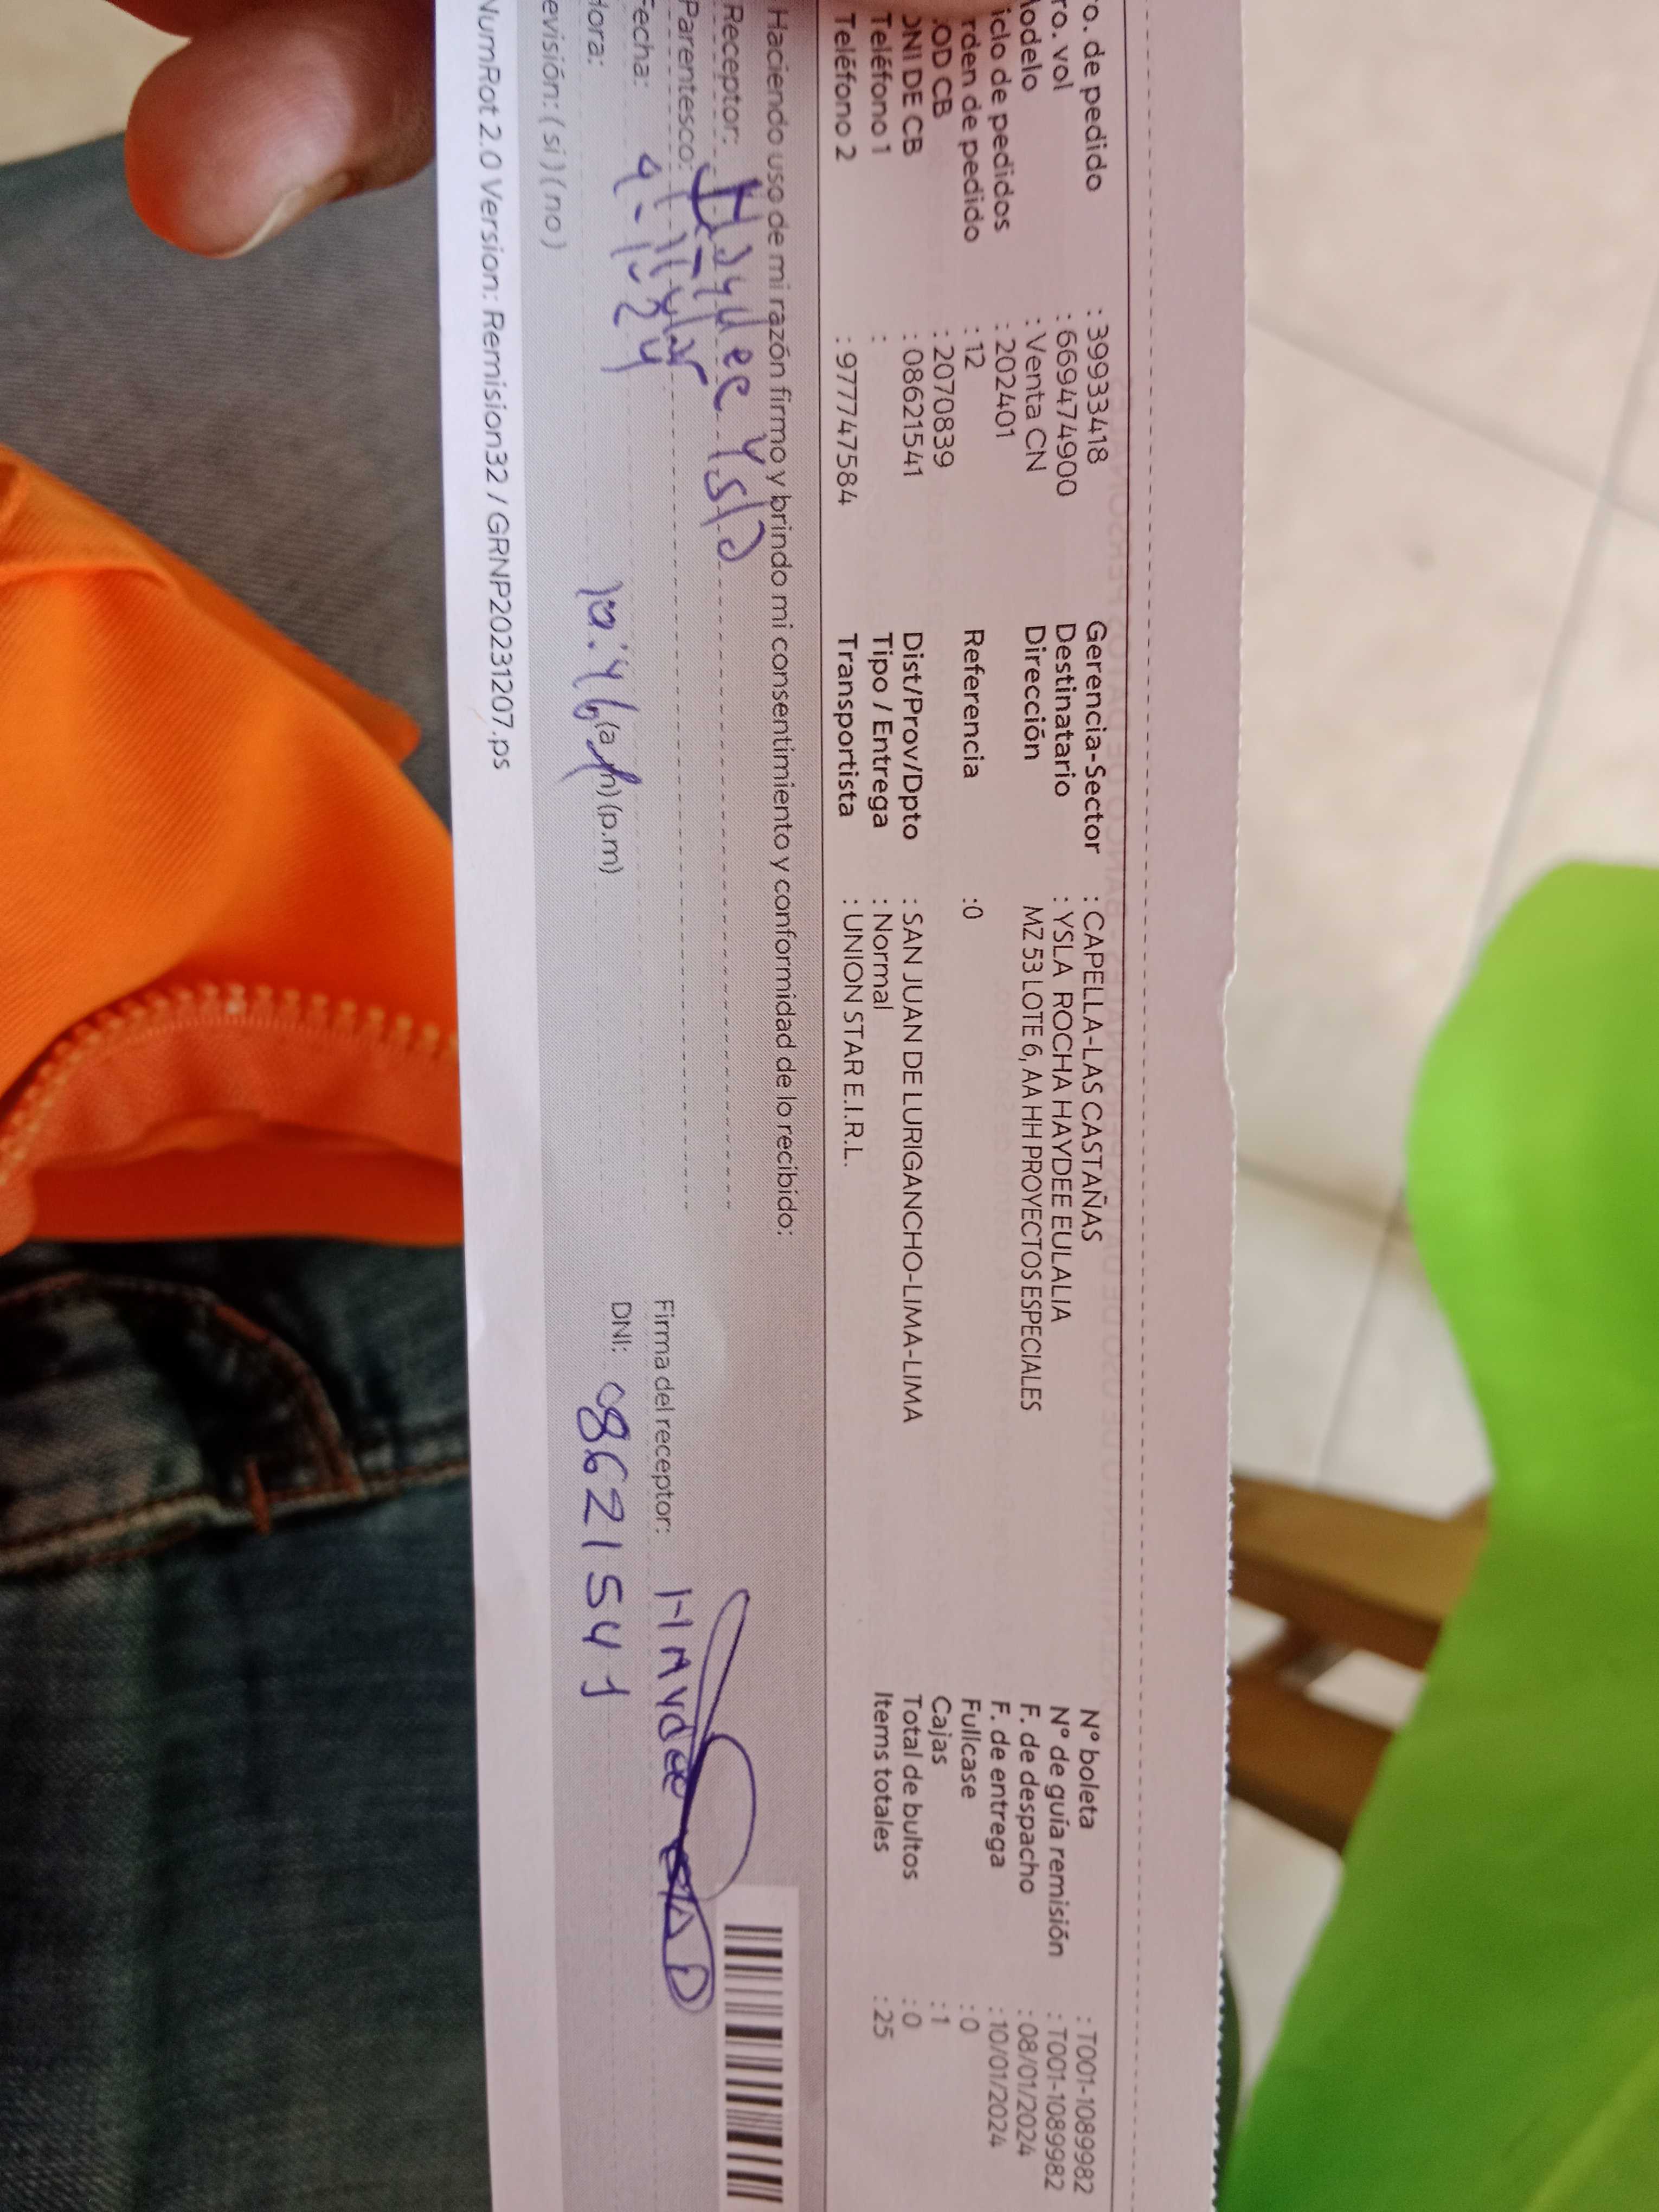 ro. de pedido : 39933418 Gerencia-Sector : CAPELLA-LAS CASTAÑAS N° boleta : T001-1089982
ro. vol : 669474900 Destinatario : YSLA ROCHA HAYDEE EULALIA N° de guía remisión : T001-1089982
odelo : Venta CN Dirección MZ 53 LOTE 6, AA HH PROYECTOS ESPECIALES F. de despacho : 08/01/2024
iclo de pedidos : 202401 F. de entrega : 10/01/2024
rden de pedido : 12 Referencia :0 Fullcase : 0
OD CB : 2070839 Cajas : 1
DNI DE CB : 08621541 Dist/Prov/Dpto : SAN JUAN DE LURIGANCHO-LIMA-LIMA Total de bultos : 0
Teléfono 1 : Tipo / Entrega : Normal Items totales : 25
Teléfono 2 : 977747584 Transportista : UNION STAR E.I.R.L.
Haciendo uso de mi razón firmo y brindo mi consentimiento y conformidad de lo recibido:
Receptor: Haydee Ysla
Parentesco: Firma del receptor: HAYdee
Fecha: DNI: 08621541
Hora: 10:46 (a.m) (p.m)
evisión: ( si ) ( no )
NumRot 2.0 Version: Remision32 / GRNP20231207.ps